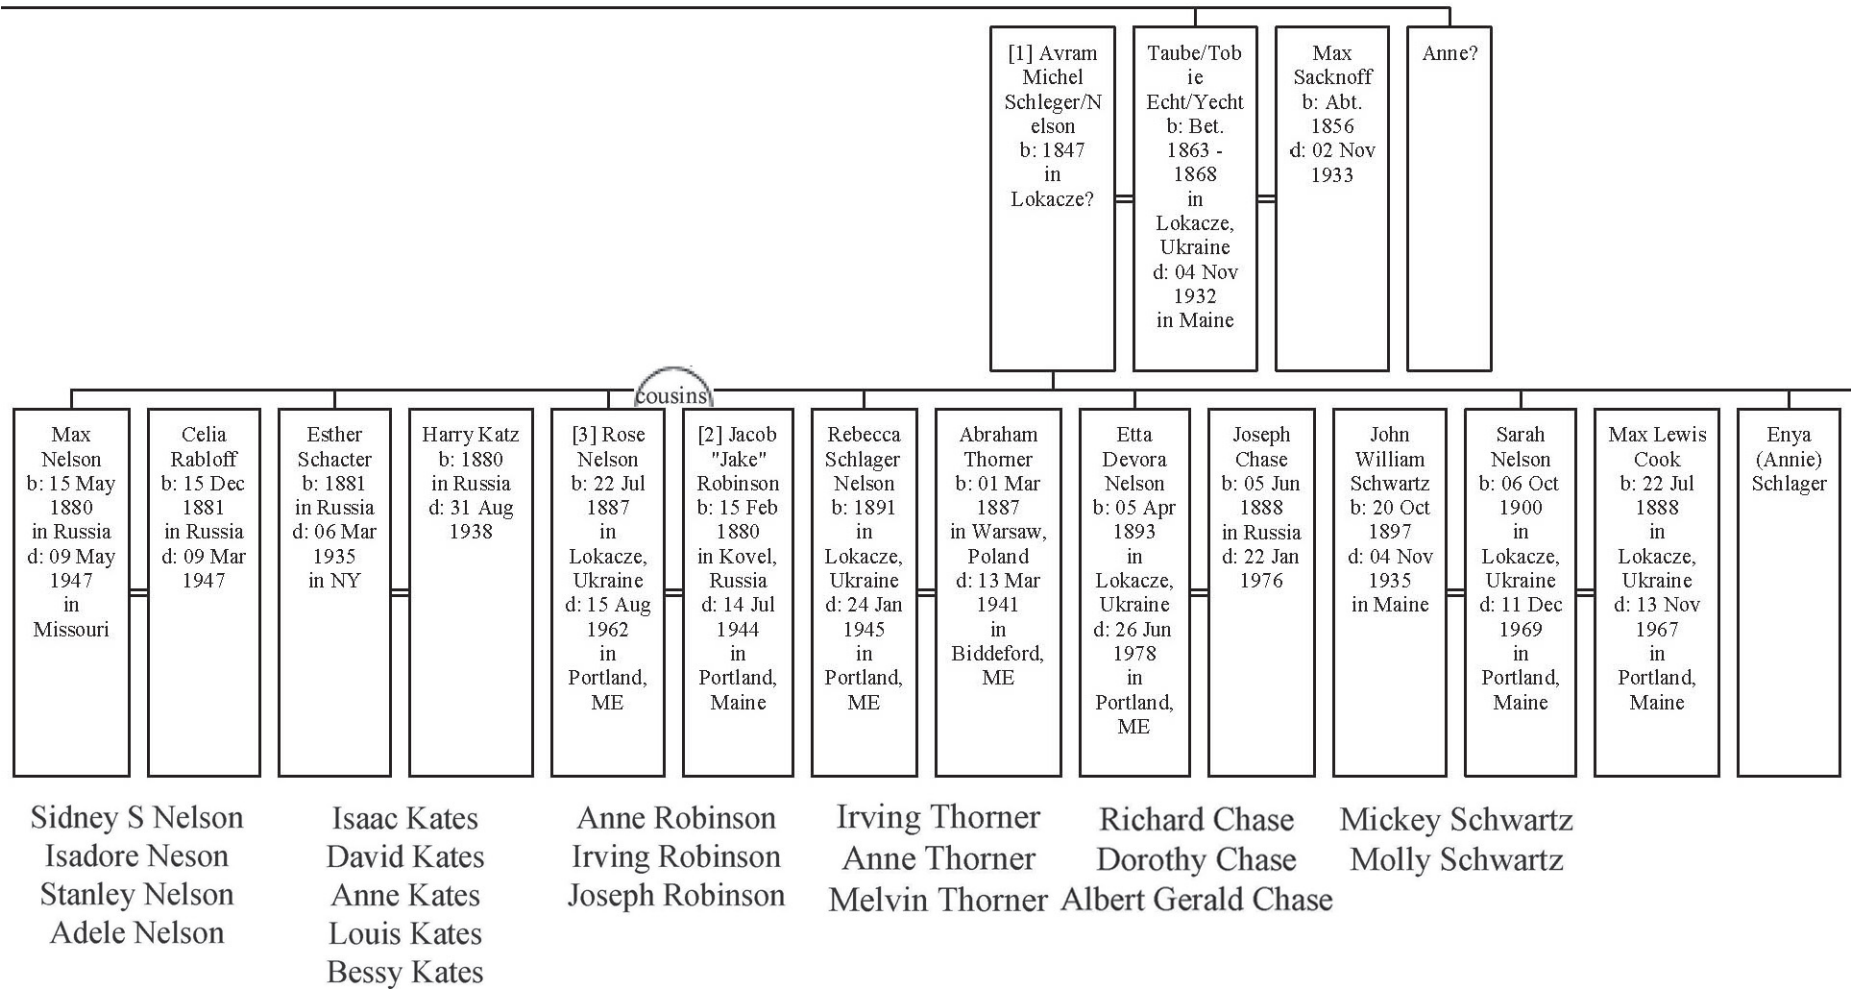 [1] Avram
Michel
Schleger/N
elson
b: 1847
in
Lokacze?
Taube/Tob
ie
Echt/Yecht
b: Bet.
1863 -
1868
in
Lokacze,
Ukraine
d: 04 Nov
1932
in Maine
Max
Sacknoff
b: Abt.
1856
d: 02 Nov
1933
Anne?
cousins
Max
Nelson
b: 15 May
1880
in Russia
d: 09 May
1947
in
Missouri
Celia
Rabloff
b: 15 Dec
1881
in Russia
d: 09 Mar
1947
Esther
Schacter
b: 1881
in Russia
d: 06 Mar
1935
in NY
Harry Katz
b: 1880
in Russia
d: 31 Aug
1938
[3] Rose
Nelson
b: 22 Jul
1887
in
Lokacze,
Ukraine
d: 15 Aug
1962
in
Portland,
ME
[2] Jacob
"Jake"
Robinson
b: 15 Feb
1880
in Kovel,
Russia
d: 14 Jul
1944
in
Portland,
Maine
Rebecca
Schlager
Nelson
b: 1891
in
Lokacze,
Ukraine
d: 24 Jan
1945
in
Portland,
ME
Abraham
Thorner
b: 01 Mar
1887
in Warsaw,
Poland
d: 13 Mar
1941
in
Biddeford,
ME
Etta
Devora
Nelson
b: 05 Apr
1893
in
Lokacze,
Ukraine
d: 26 Jun
1978
in
Portland,
ME
Joseph
Chase
b: 05 Jun
1888
in Russia
d: 22 Jan
1976
John
William
Schwartz
b: 20 Oct
1897
d: 04 Nov
1935
in Maine
Sarah
Nelson
b: 06 Oct
1900
in
Lokacze,
Ukraine
d: 11 Dec
1969
in
Portland,
Maine
Max Lewis
Cook
b: 22 Jul
1888
in
Lokacze,
Ukraine
d: 13 Nov
1967
in
Portland,
Maine
Enya
(Annie)
Schlager
Sidney S Nelson
Isadore Neson
Stanley Nelson
Adele Nelson
Isaac Kates
David Kates
Anne Kates
Louis Kates
Bessy Kates
Anne Robinson
Irving Robinson
Joseph Robinson
Irving Thorner
Anne Thorner
Melvin Thorner
Richard Chase
Dorothy Chase
Albert Gerald Chase
Mickey Schwartz
Molly Schwartz